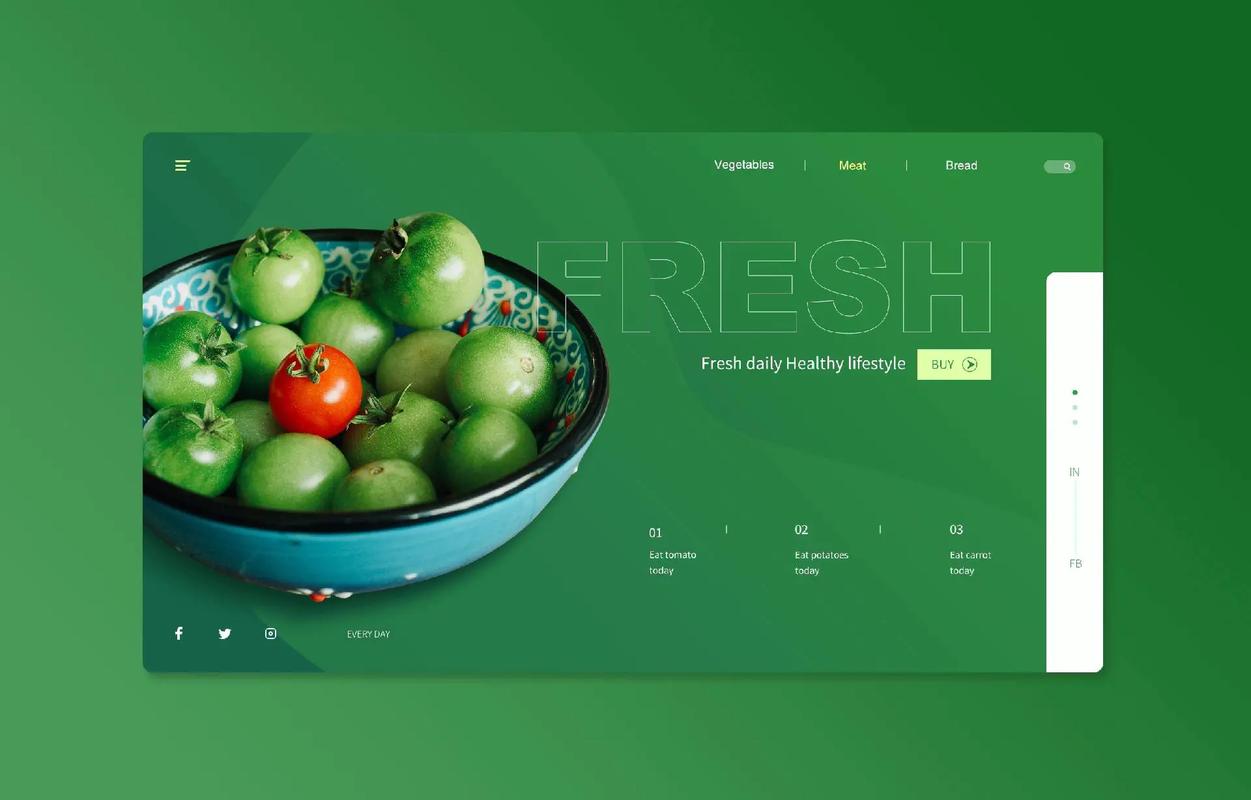 Vegetables | Meat | Bread
FRESH
Fresh daily Healthy lifestyle
BUY
IN
FB
01
Eat tomato
today
02
Eat potatoes
today
03
Eat carrot
today
EVERY DAY